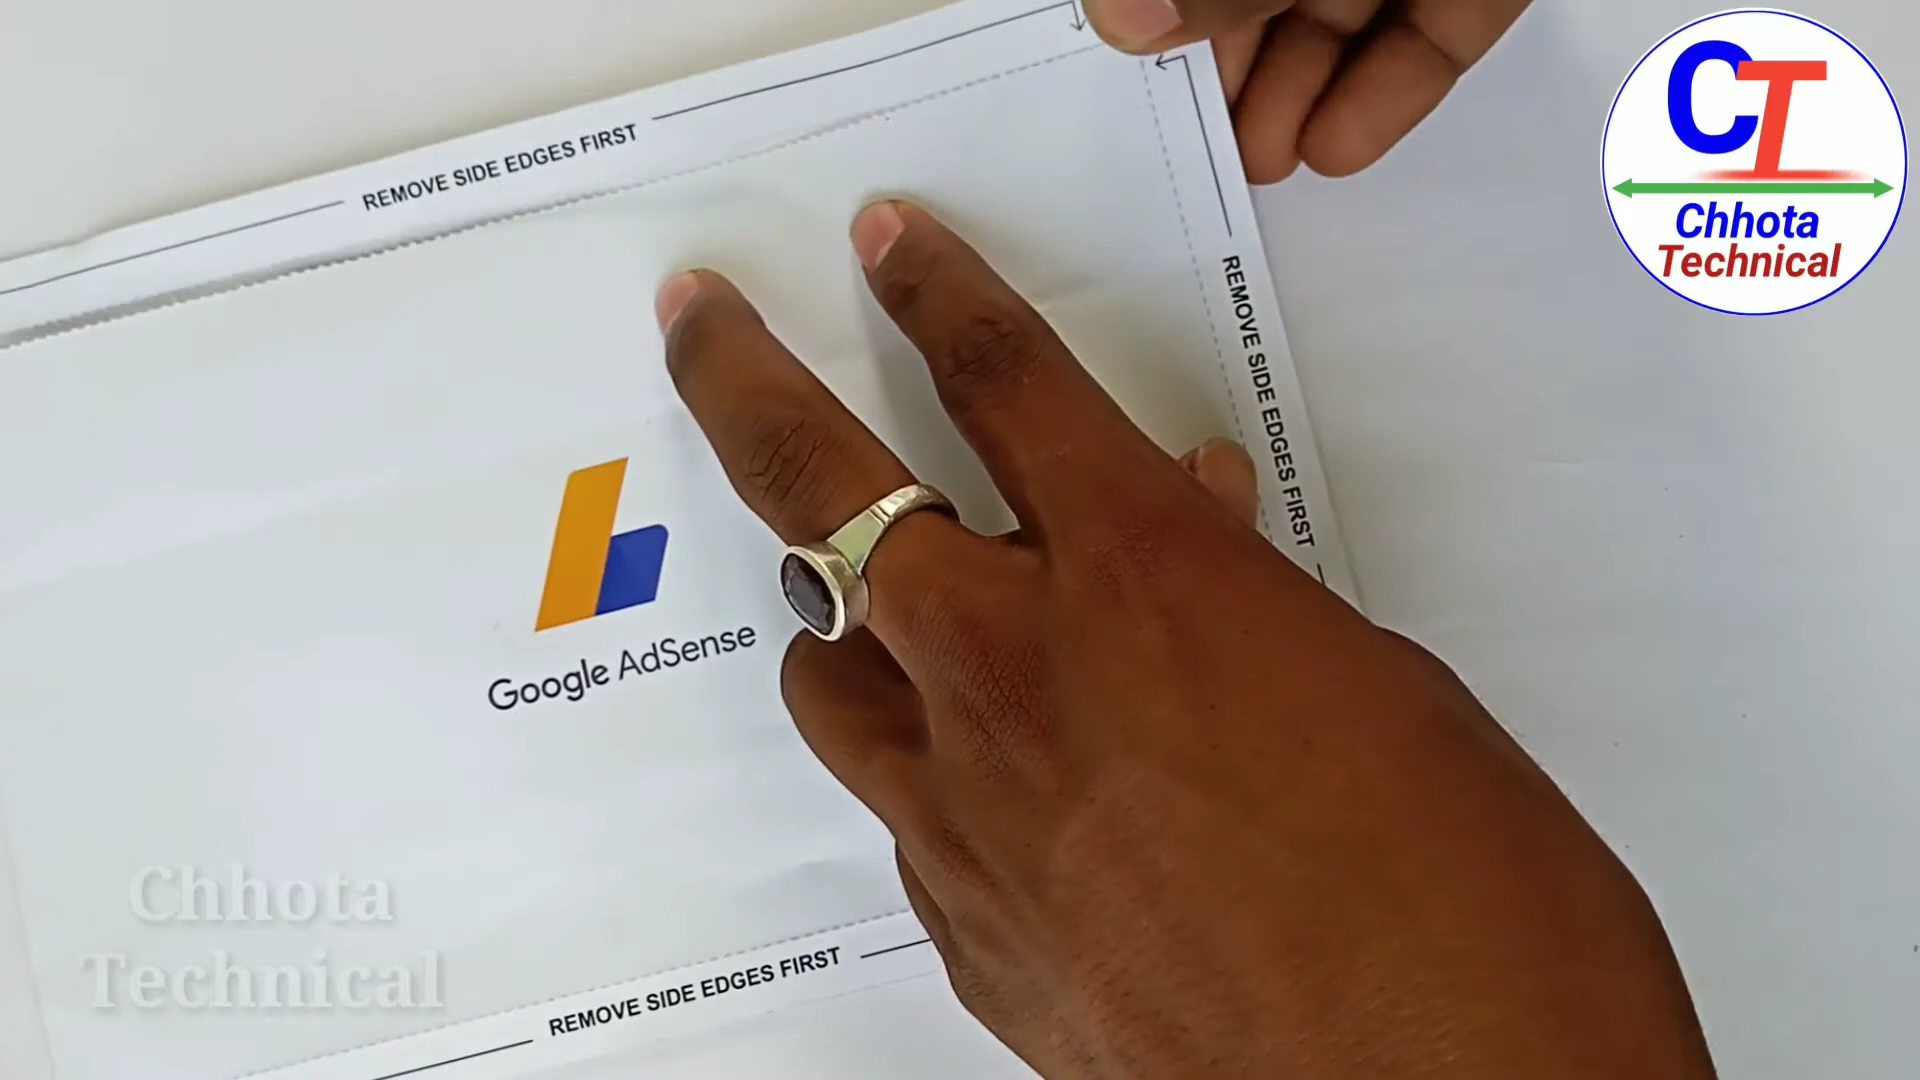 REMOVE SIDE EDGES FIRST
CT
Chhota
Technical
REMOVE SIDE EDGES FIRST
Google AdSense
Chhota
Technical
REMOVE SIDE EDGES FIRST